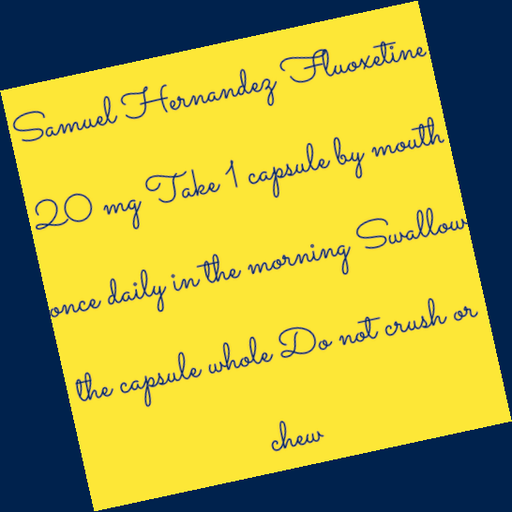 Samuel Hernandez Fluoxetine
20 mg Take 1 capsule by mouth
once daily in the morning Swallow
the capsule whole Do not crush or
chew